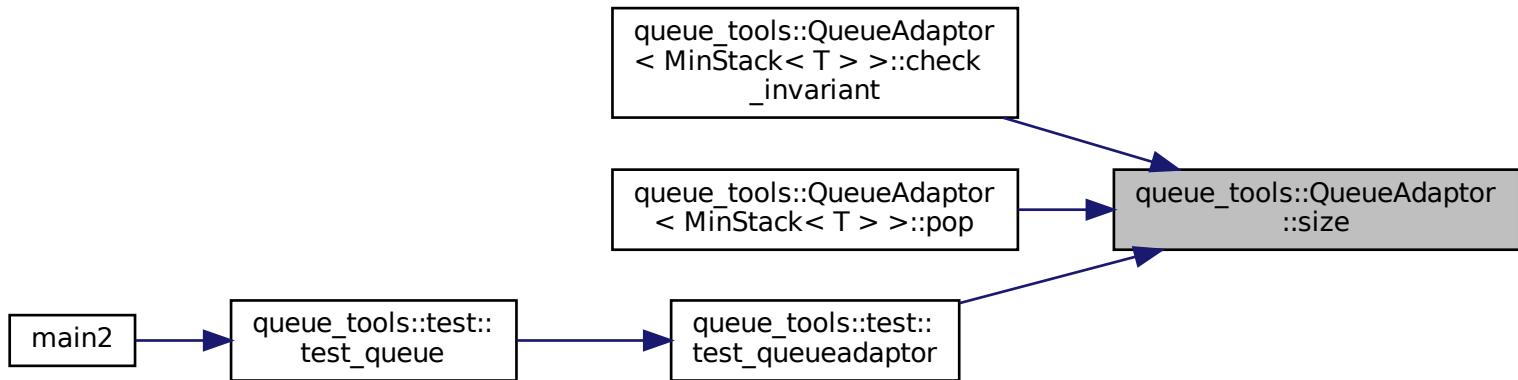 queue_tools::QueueAdaptor
< MinStack< T > >::check
_invariant
queue_tools::QueueAdaptor
< MinStack< T > >::pop
queue_tools::QueueAdaptor
::size
main2
queue_tools::test::
test_queue
queue_tools::test::
test_queueadaptor